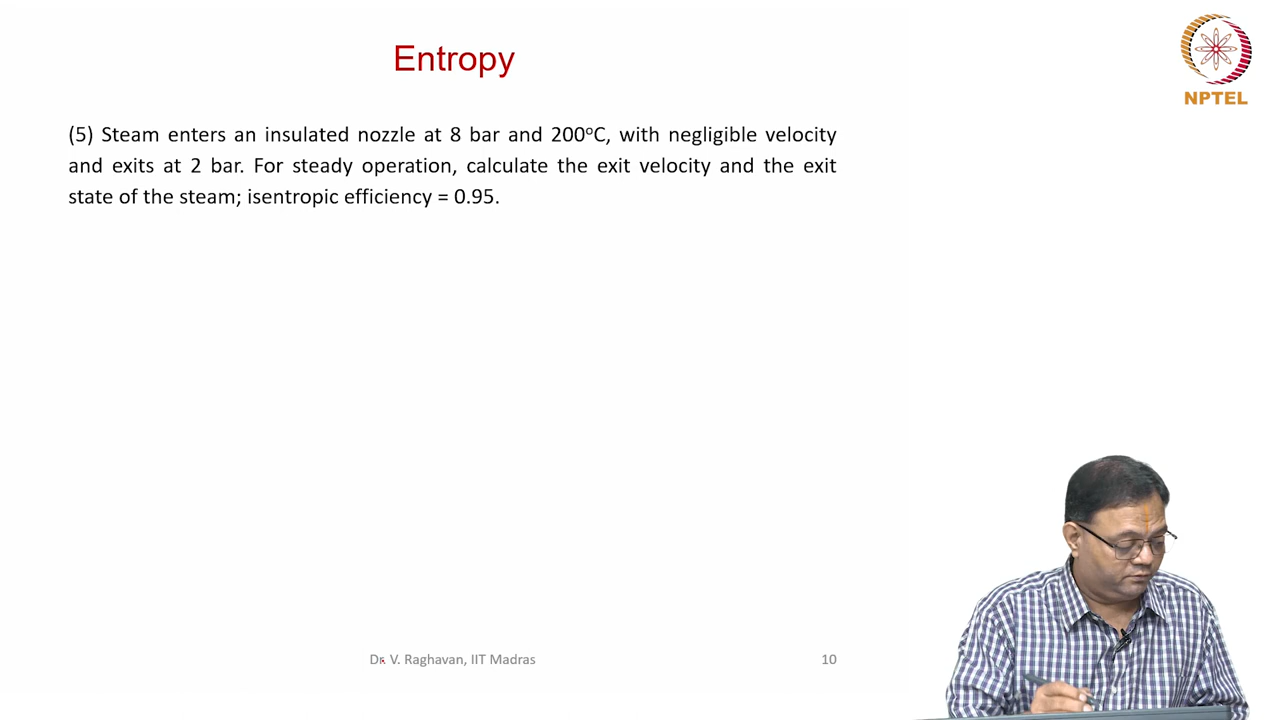 Entropy
NPTEL
(5) Steam enters an insulated nozzle at 8 bar and 200°C, with negligible velocity
and exits at 2 bar. For steady operation, calculate the exit velocity and the exit
state of the steam; isentropic efficiency = 0.95.
Dr. V. Raghavan, IIT Madras
10